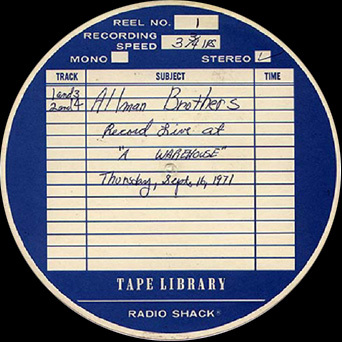 REEL NO. 1
RECORDING SPEED 3 3/4 IPS
MONO STEREO ✓
TRACK SUBJECT TIME
1 and 3 Allman Brothers
2 and 4
Record Live at
"A WAREHOUSE"
Thursday, Sept. 16, 1971
TAPE LIBRARY
RADIO SHACK®